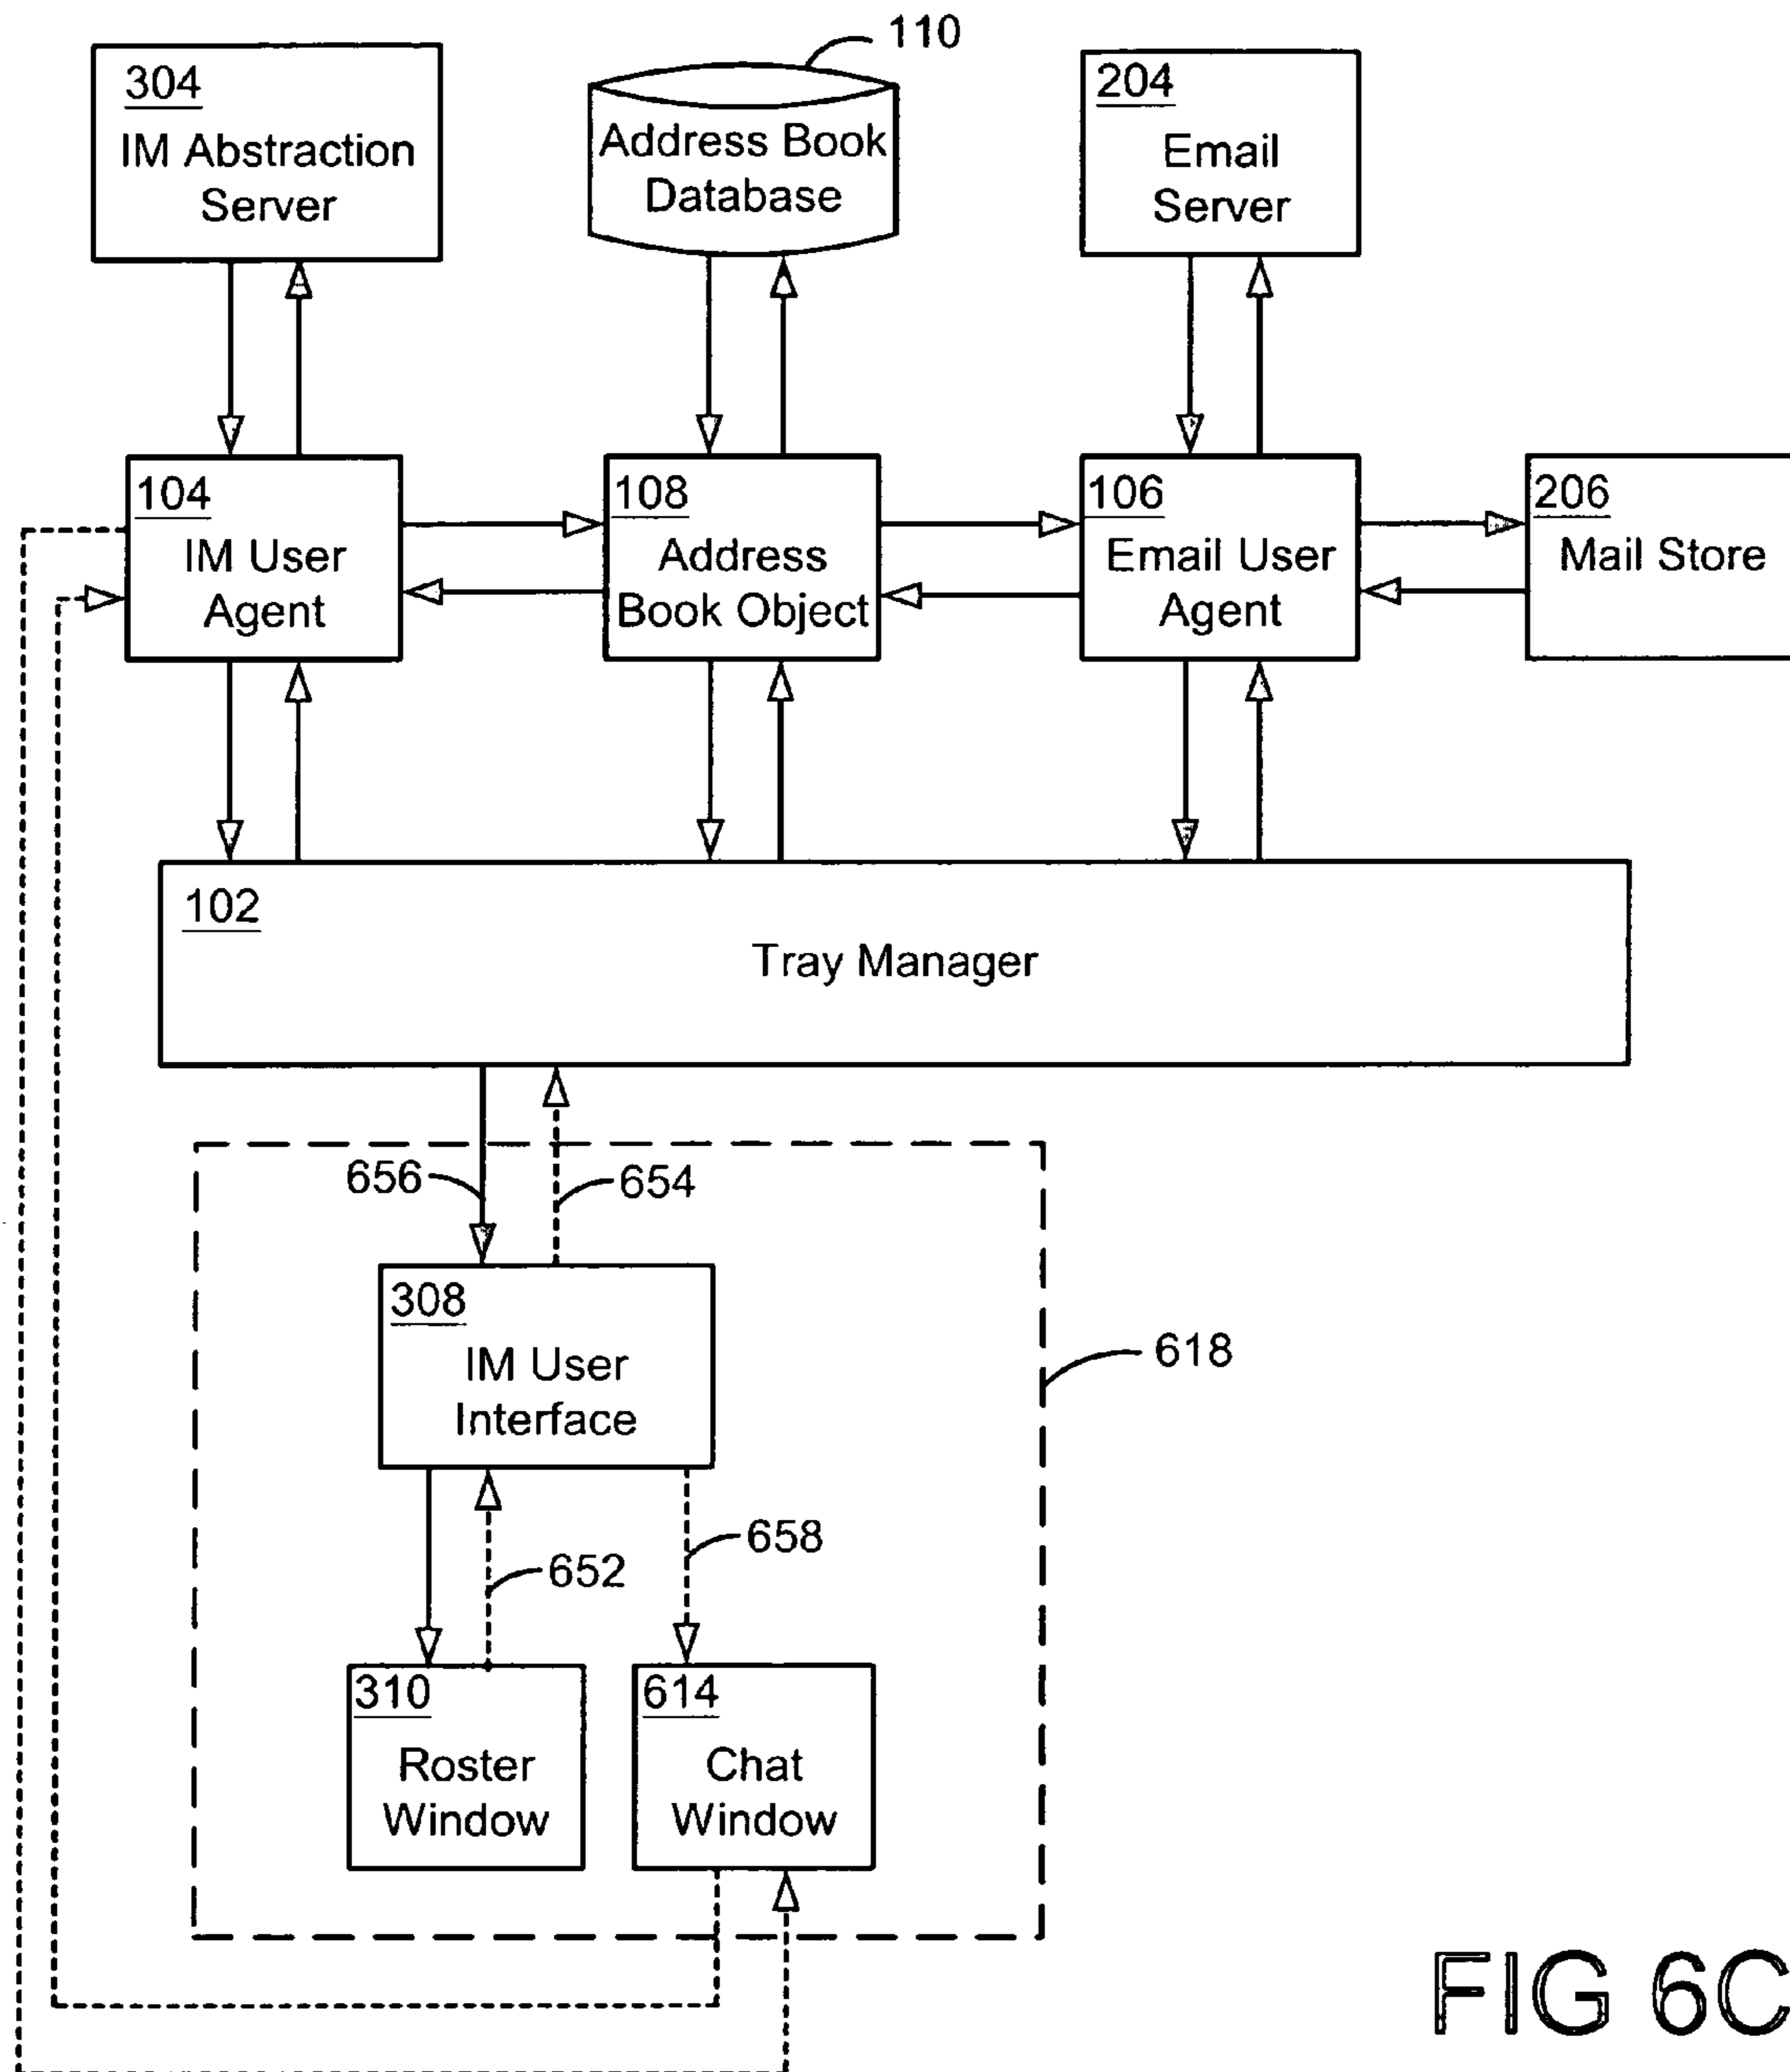 110
304
IM Abstraction
Server
Address Book
Database
204
Email
Server
104
IM User
Agent
108
Address
Book Object
106
Email User
Agent
206
Mail Store
102
Tray Manager
656
654
308
IM User
Interface
618
658
652
310
Roster
Window
614
Chat
Window
FIG 6C